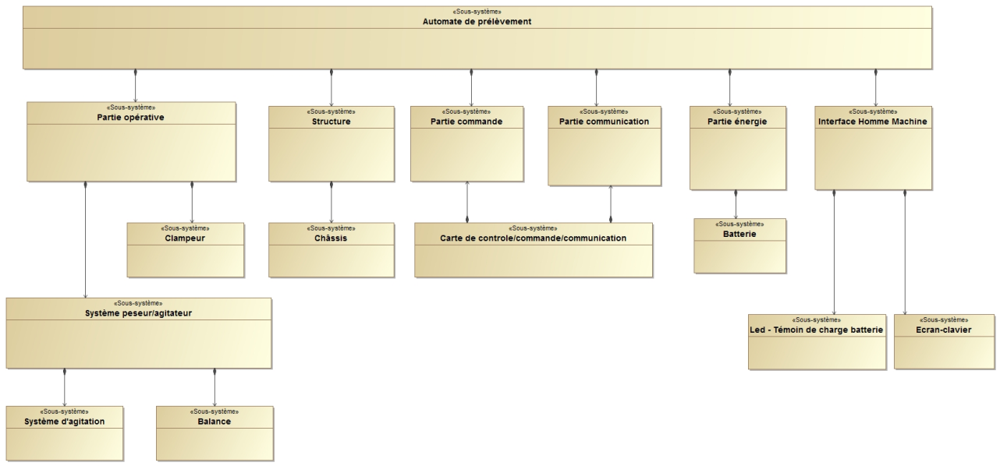 «Sous-système»
Automate de prélèvement
«Sous-système»
Partie opérative
«Sous-système»
Structure
«Sous-système»
Partie commande
«Sous-système»
Partie communication
«Sous-système»
Partie énergie
«Sous-système»
Interface Homme Machine
«Sous-système»
Clampeur
«Sous-système»
Châssis
«Sous-système»
Carte de controle/commande/communication
«Sous-système»
Batterie
«Sous-système»
Système peseur/agitateur
«Sous-système»
Led - Témoin de charge batterie
«Sous-système»
Ecran-clavier
«Sous-système»
Système d'agitation
«Sous-système»
Balance